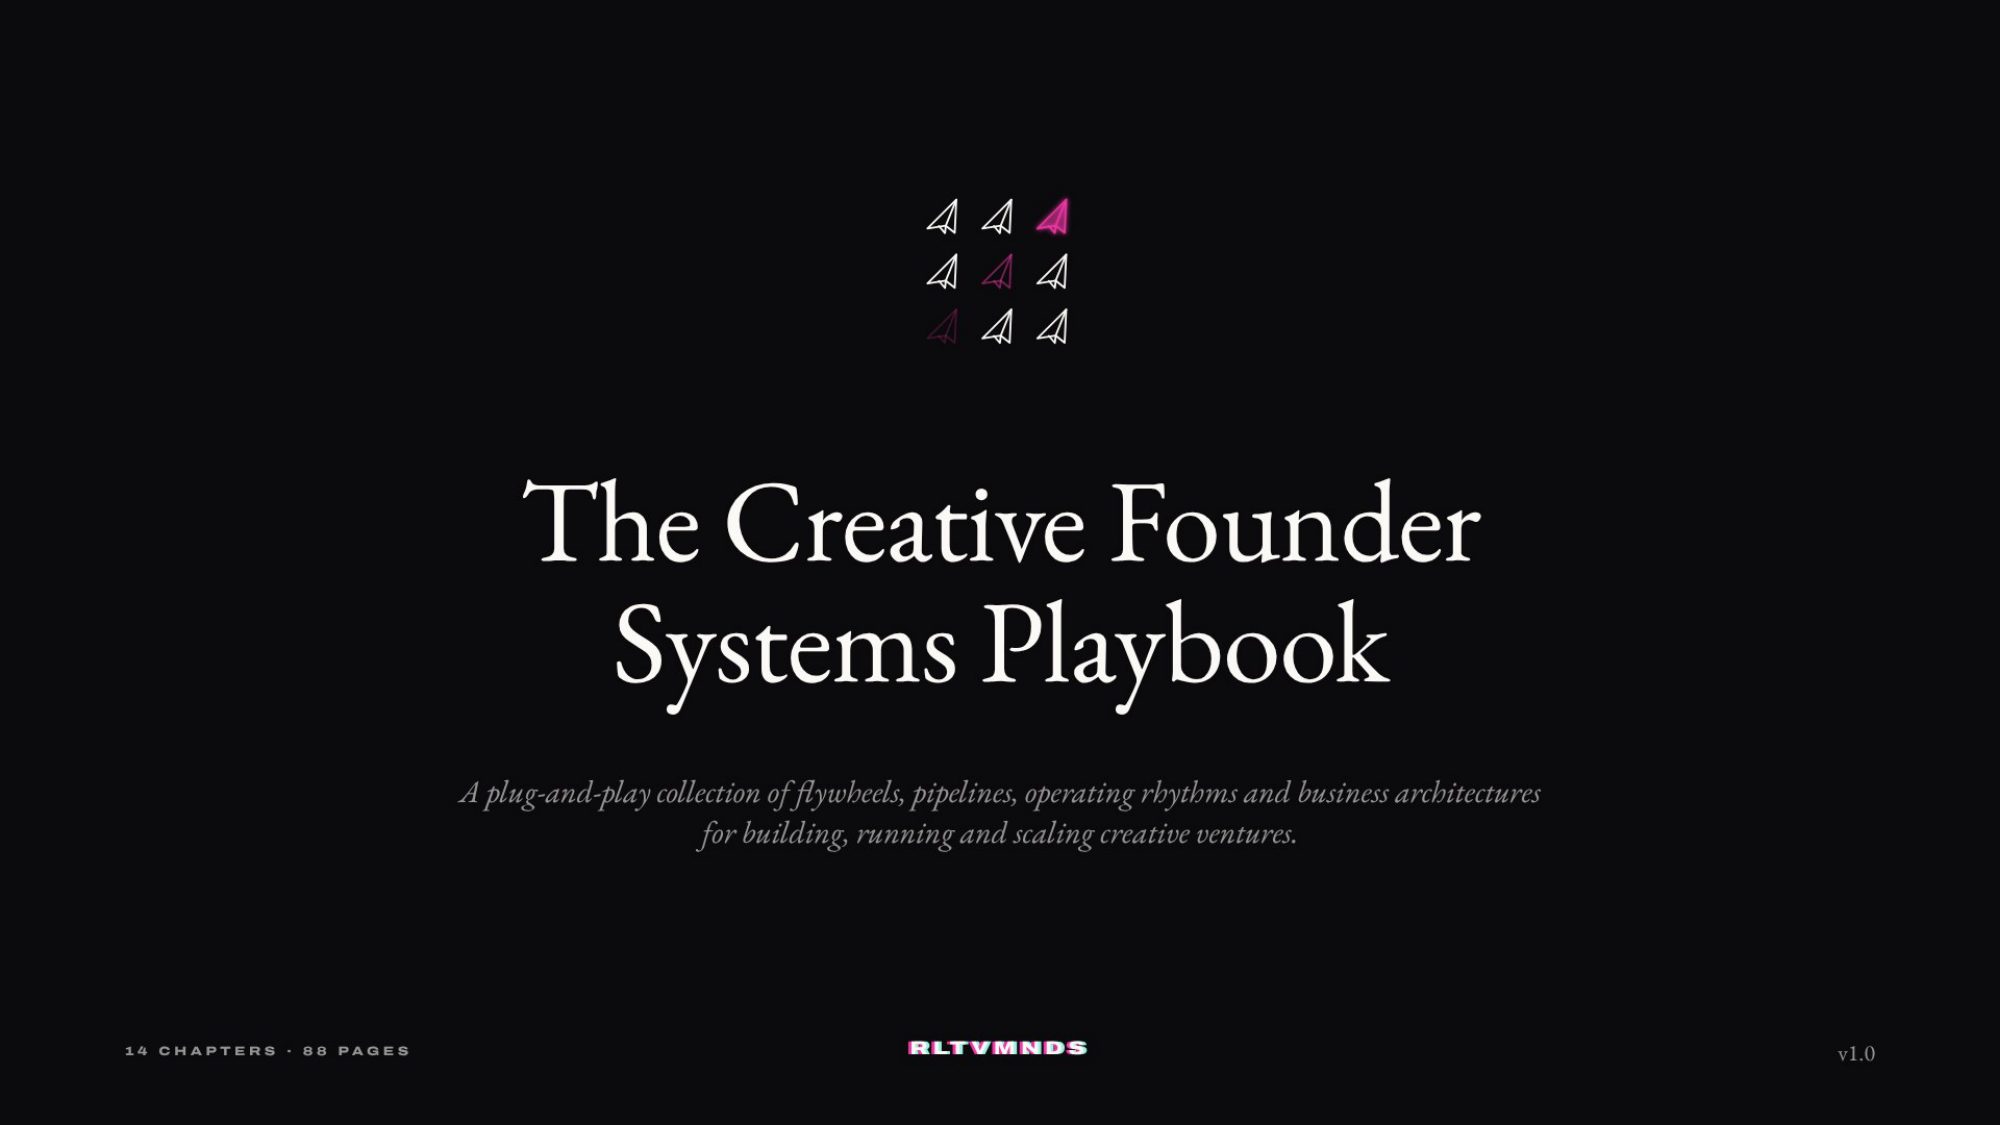 The Creative Founder
Systems Playbook
A plug-and-play collection of flywheels, pipelines, operating rhythms and business architectures
for building, running and scaling creative ventures.
14 CHAPTERS · 88 PAGES
RLTVMNDS
v1.0